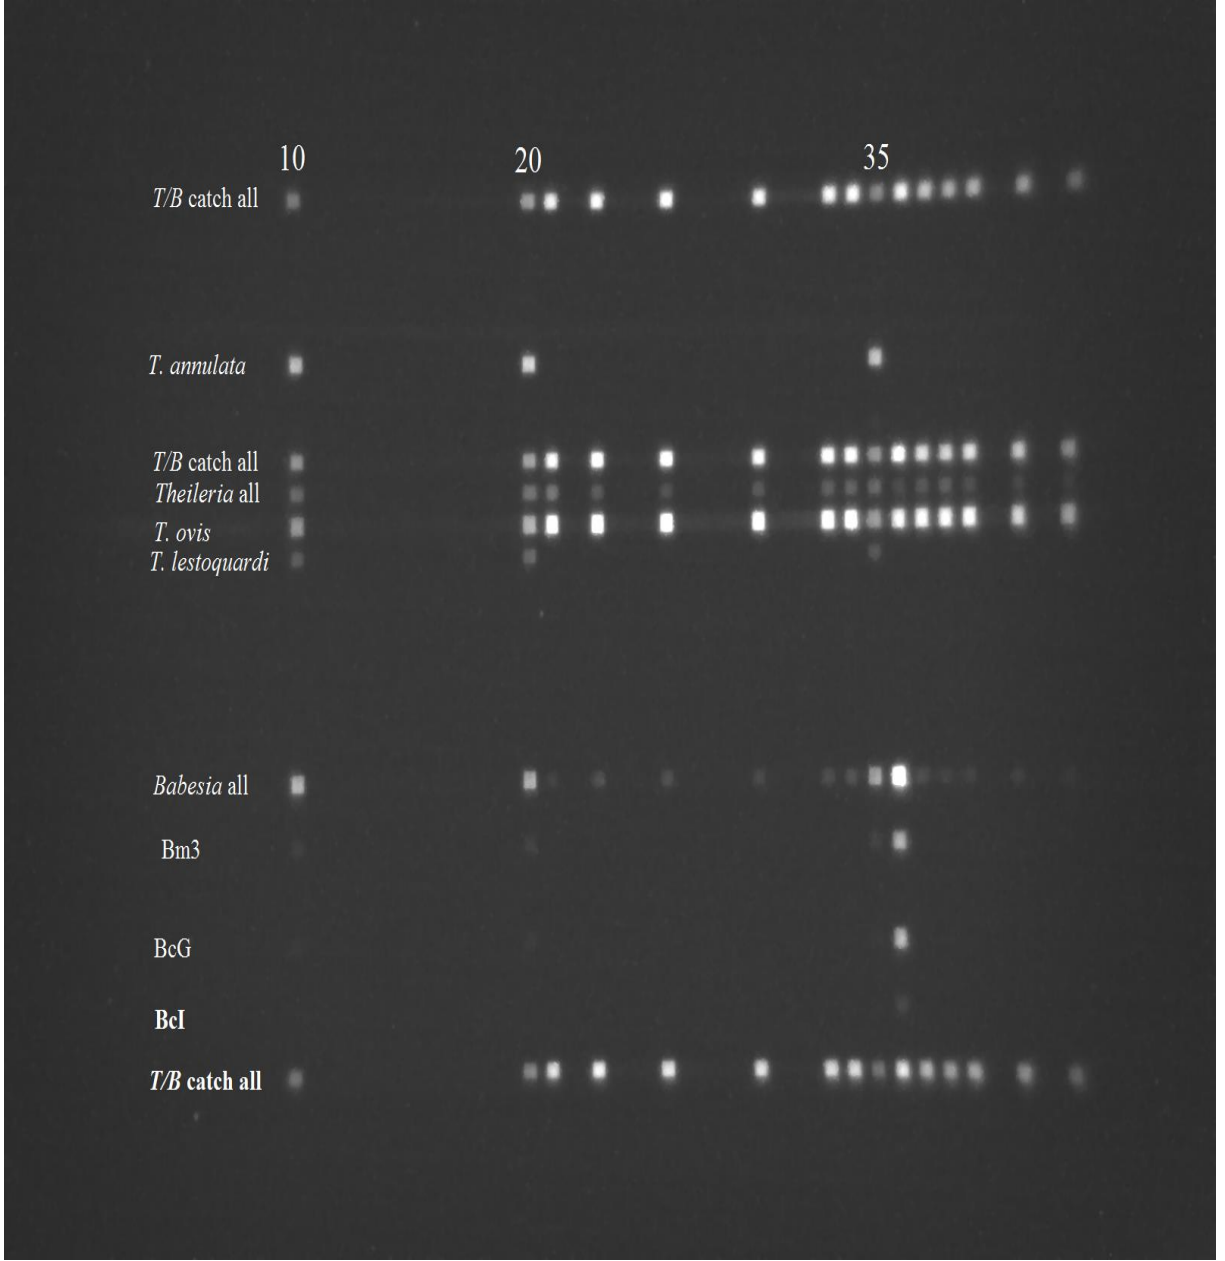 10 20 35
T/B catch all
T. annulata
T/B catch all
Theileria all
T. ovis
T. lestoquardi
Babesia all
Bm3
BcG
BcI
T/B catch all